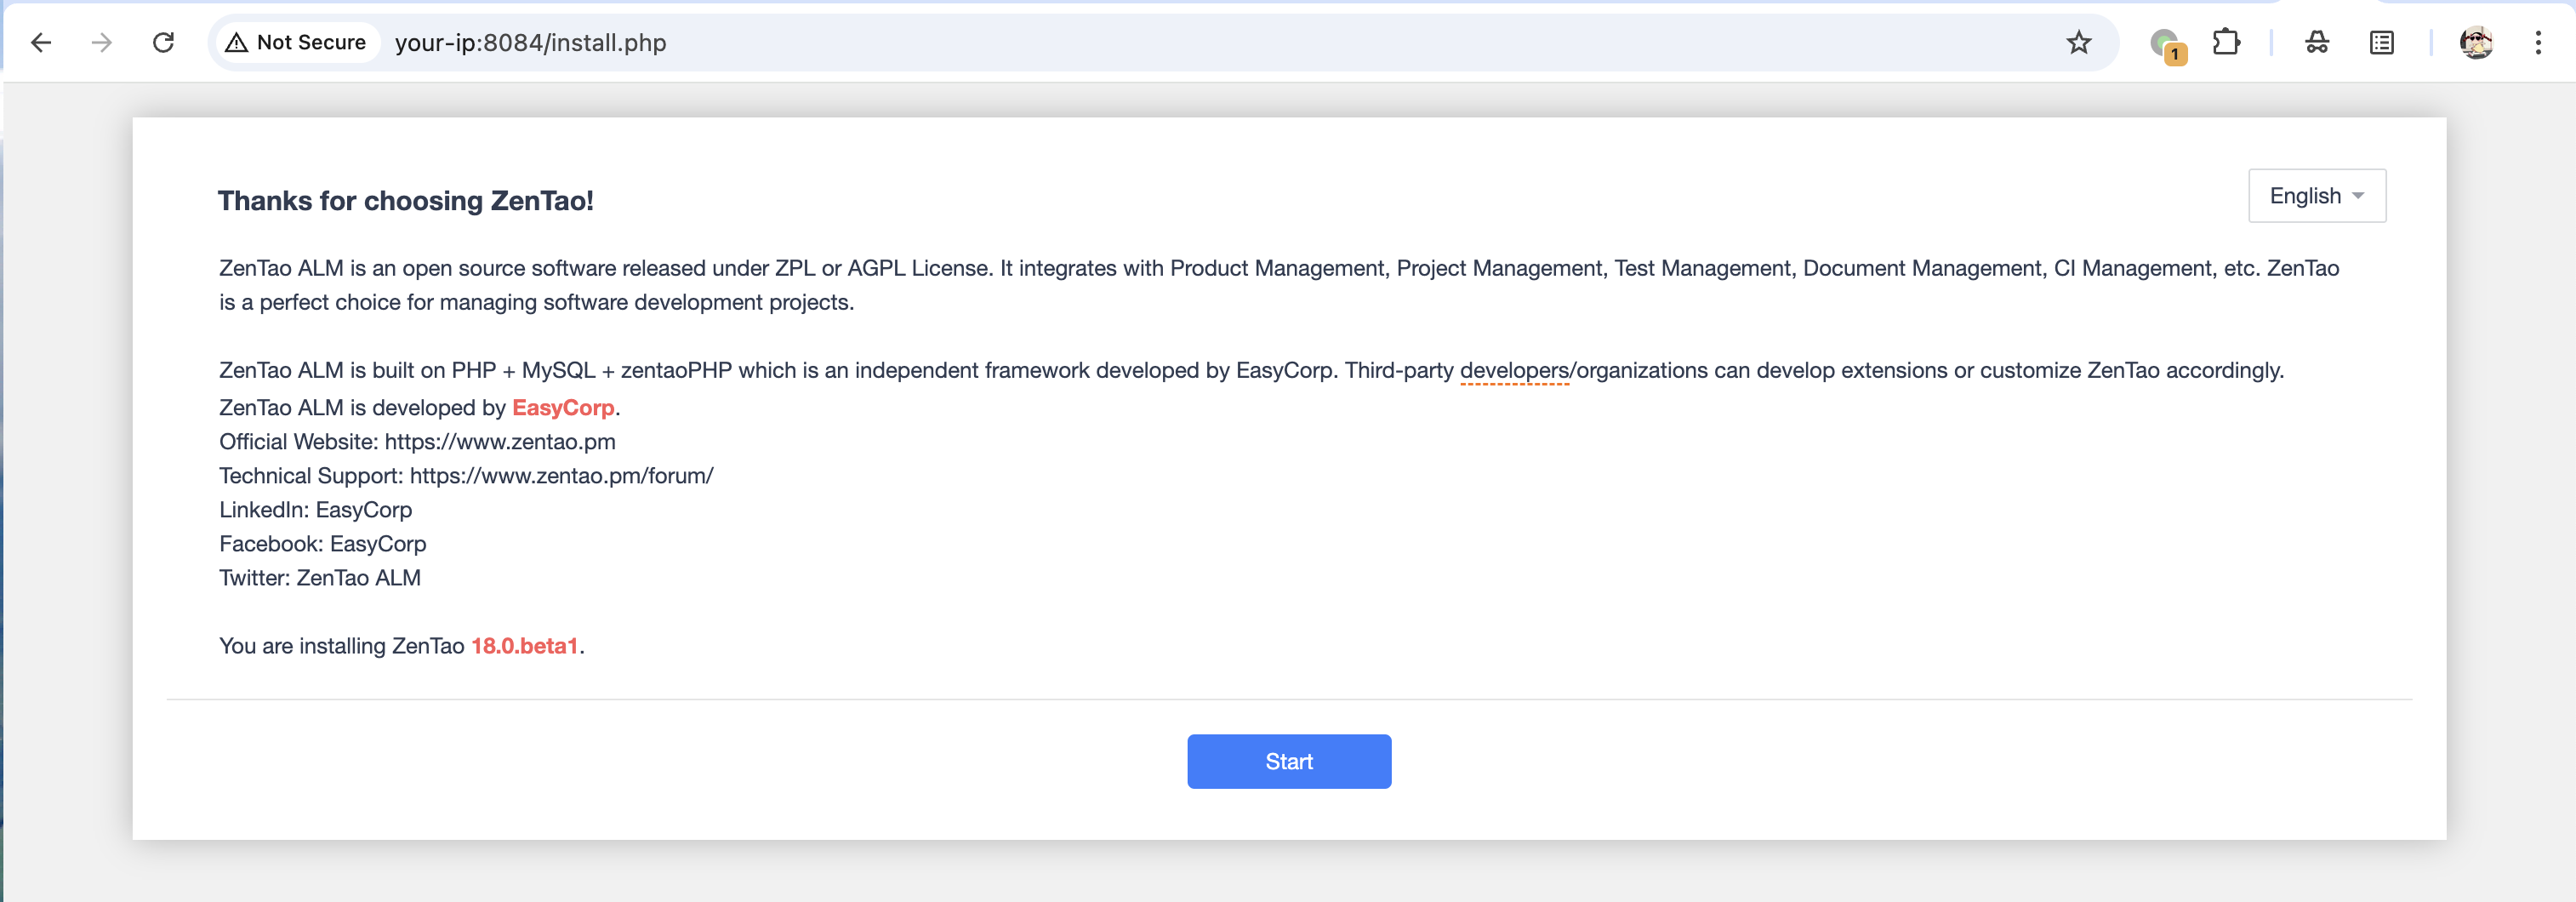 Not Secure your-ip:8084/install.php
1
Thanks for choosing ZenTao!
English
ZenTao ALM is an open source software released under ZPL or AGPL License. It integrates with Product Management, Project Management, Test Management, Document Management, CI Management, etc. ZenTao
is a perfect choice for managing software development projects.
ZenTao ALM is built on PHP + MySQL + zentaoPHP which is an independent framework developed by EasyCorp. Third-party developers/organizations can develop extensions or customize ZenTao accordingly.
ZenTao ALM is developed by EasyCorp.
Official Website: https://www.zentao.pm
Technical Support: https://www.zentao.pm/forum/
LinkedIn: EasyCorp
Facebook: EasyCorp
Twitter: ZenTao ALM
You are installing ZenTao 18.0.beta1.
Start